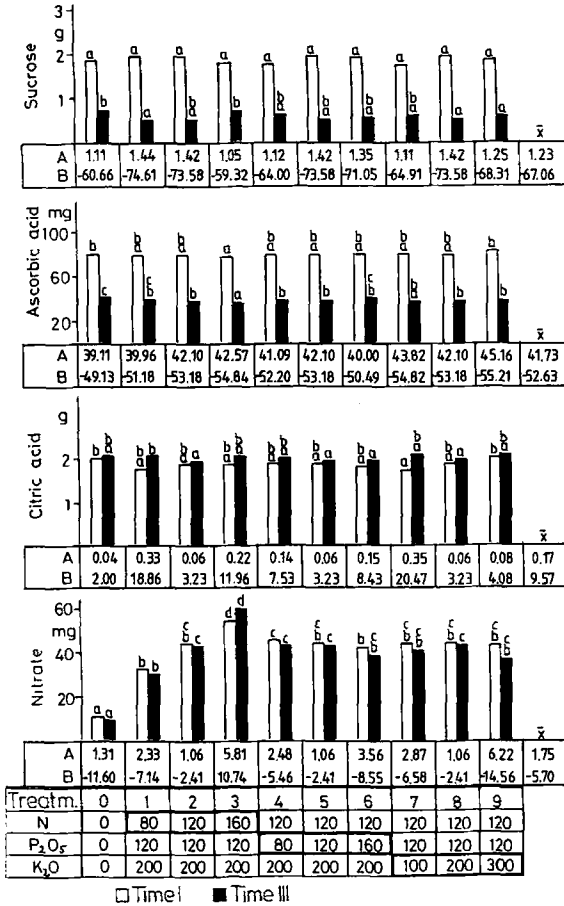 Sucrose
g
2
1
a a a a a a a a a a
b a b a b b a b a b a b a a a
x̄
A 1.11 1.44 1.42 1.05 1.12 1.42 1.35 1.11 1.42 1.25 1.23
B -60.66 -74.61 -73.58 -59.32 -64.00 -73.58 -71.05 -64.91 -73.58 -68.31 -67.06
Ascorbic acid
mg
100
60
20
x̄
A 39.11 39.96 42.10 42.57 41.09 42.10 40.00 43.82 42.10 45.16 41.73
B -49.13 -51.18 -53.18 -54.84 -52.20 -53.18 -50.49 -54.82 -53.18 -55.21 -52.63
Citric acid
g
2
1
x̄
A 0.04 0.33 0.06 0.22 0.14 0.06 0.15 0.35 0.06 0.08 0.17
B 2.00 18.86 3.23 11.96 7.53 3.23 8.43 20.47 3.23 4.08 9.57
Nitrate
mg
60
40
20
x̄
A 1.31 2.33 1.06 5.81 2.48 1.06 3.56 2.87 1.06 6.22 1.75
B -11.60 -7.14 -2.41 10.74 -5.46 -2.41 -8.55 -6.58 -2.41 -14.56 -5.70
Treatm. 0 1 2 3 4 5 6 7 8 9
N 0 80 120 160 120 120 120 120 120 120
P₂O₅ 0 120 120 120 80 120 160 120 120 120
K₂O 0 200 200 200 200 200 200 100 200 300
Time I Time III